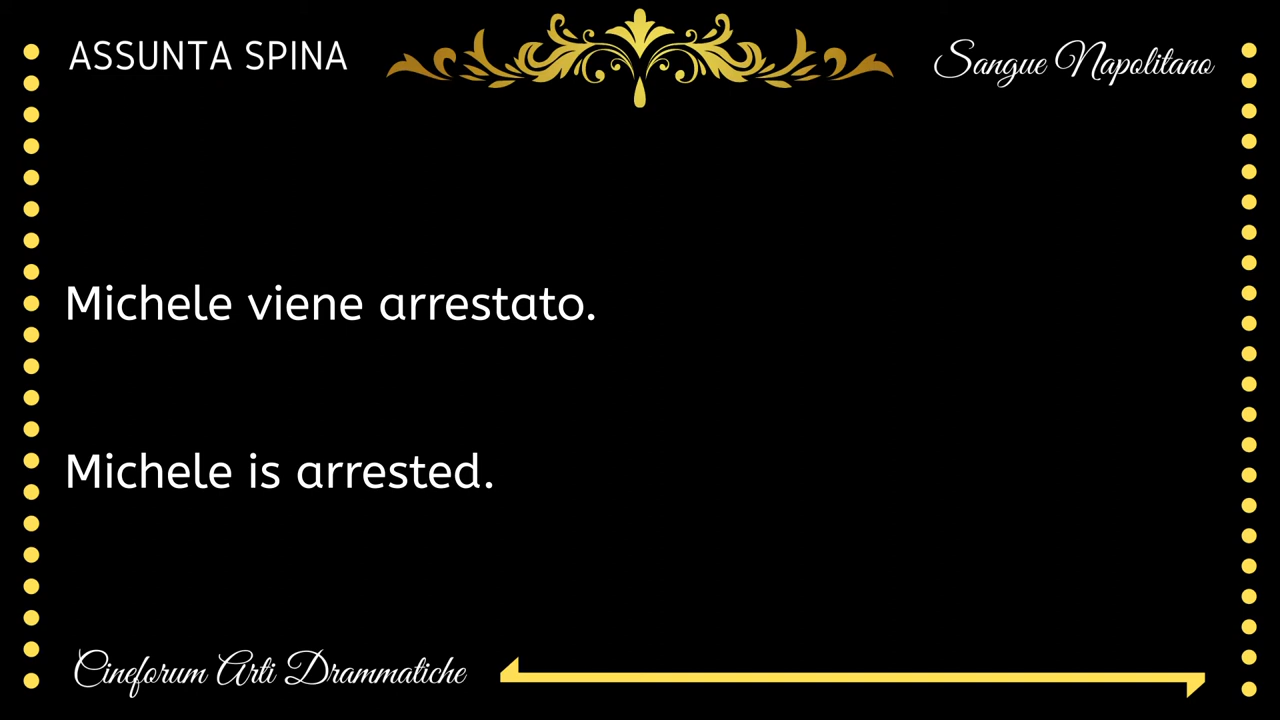 ASSUNTA SPINA
Sangue Napolitano
Michele viene arrestato.
Michele is arrested.
Cineforum Arti Drammatiche